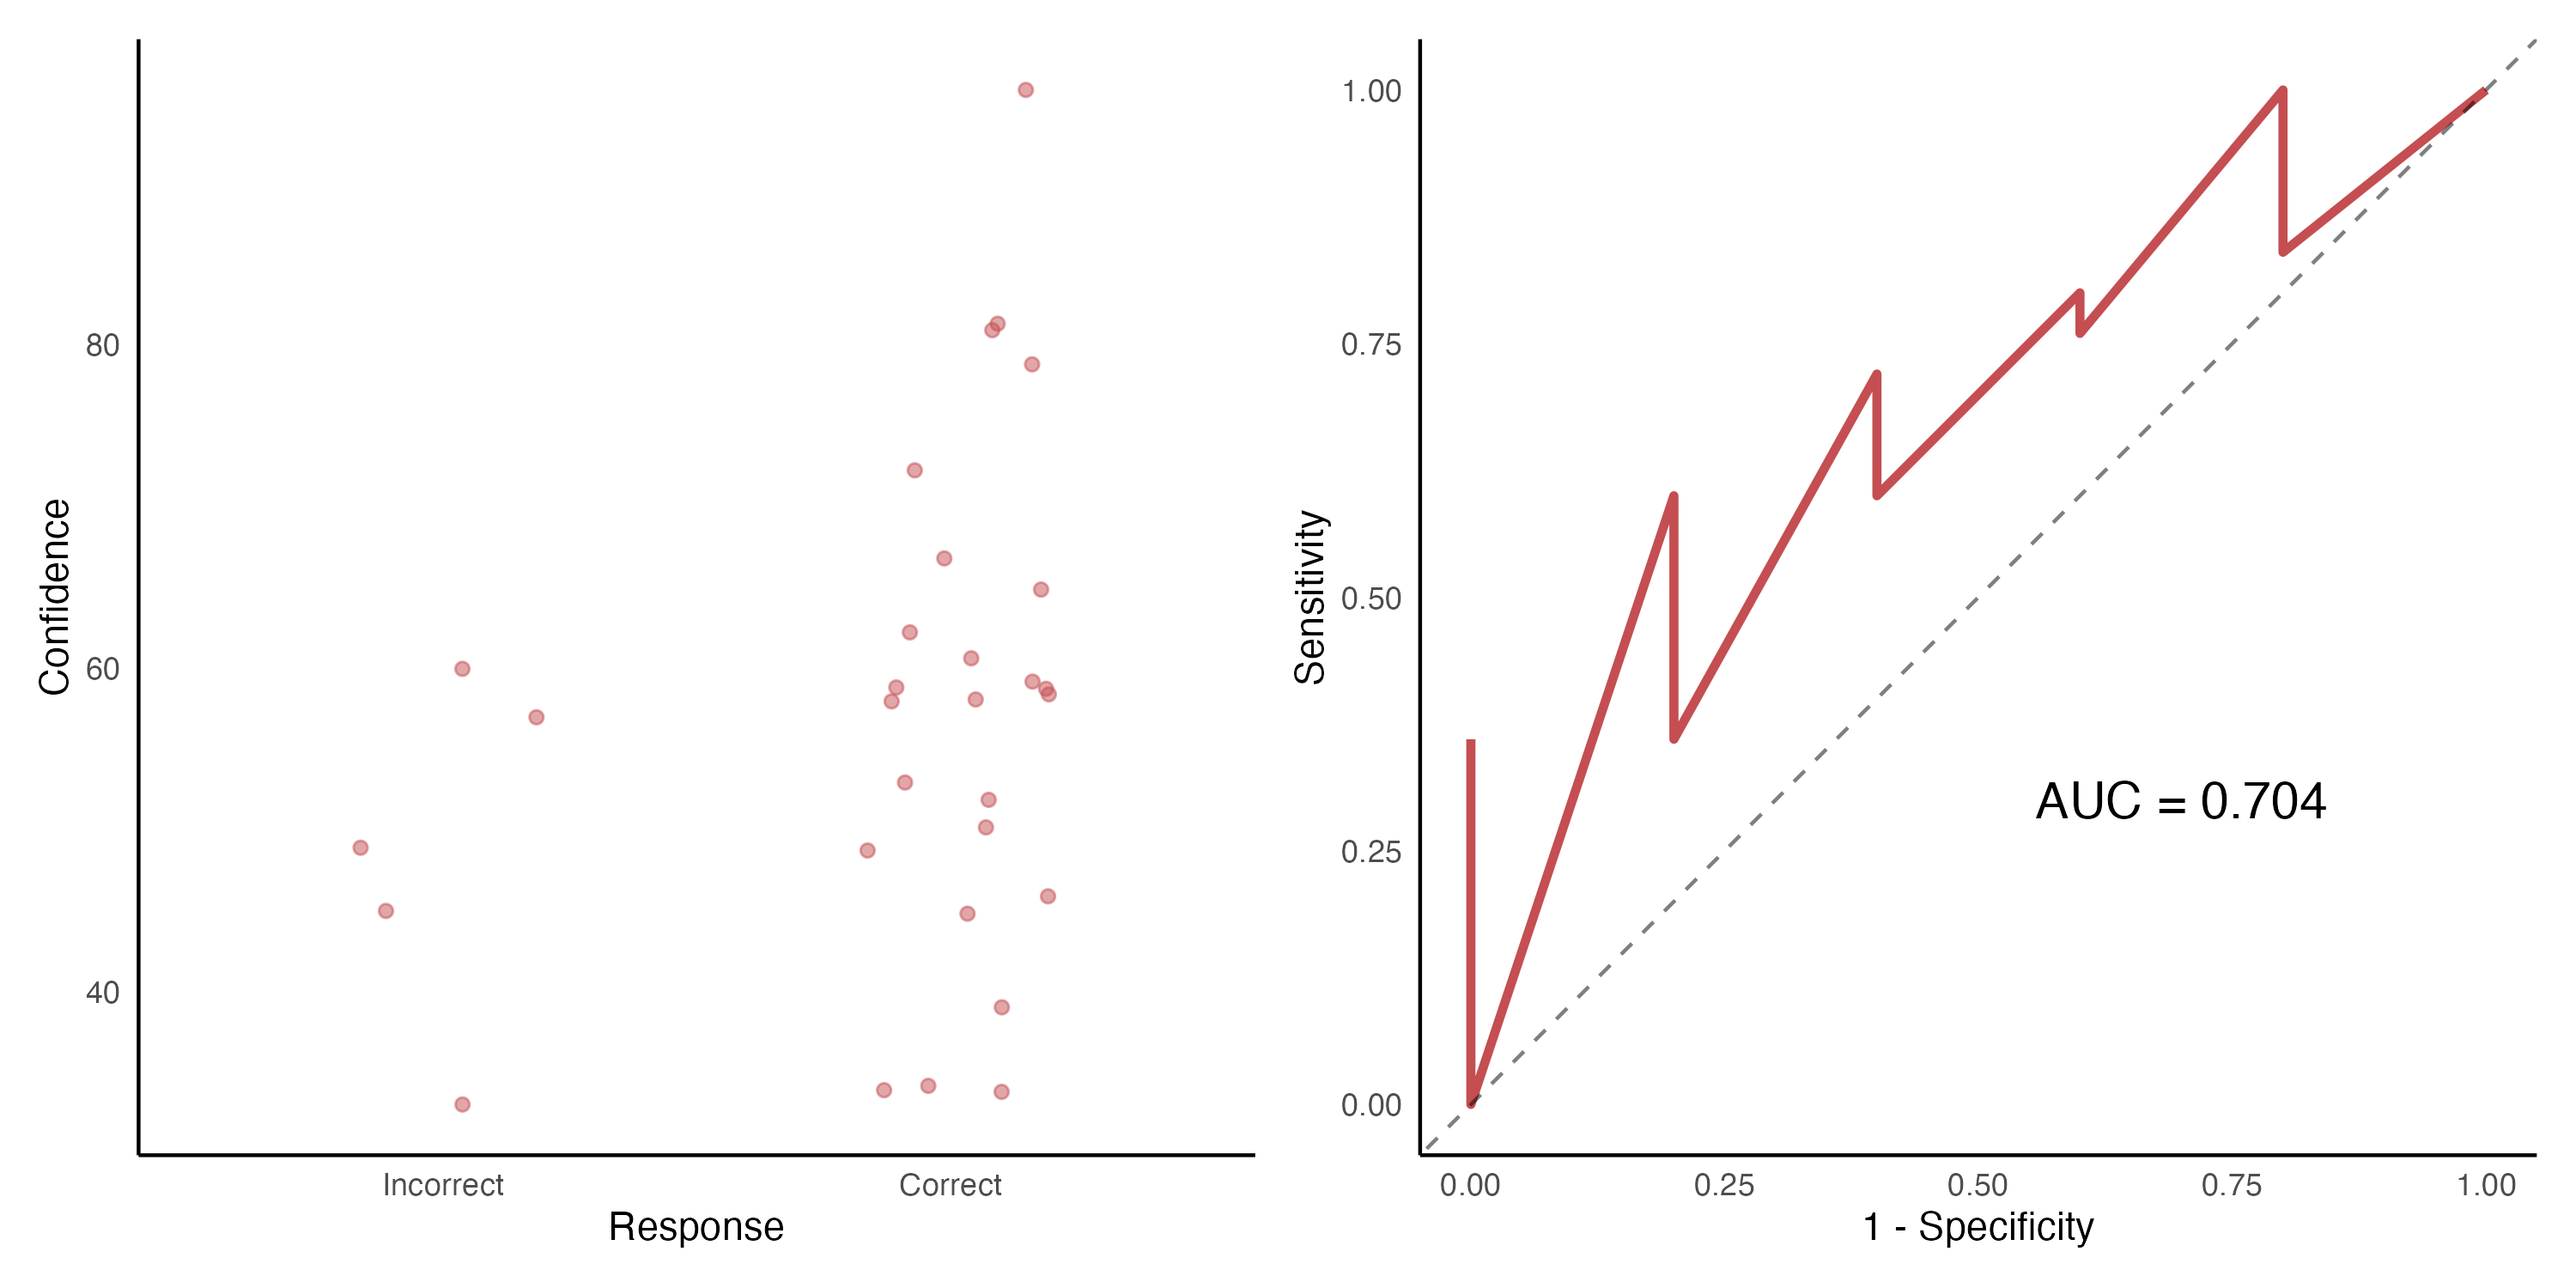 Confidence
80
60
40
Incorrect
Correct
Response
Sensitivity
1.00
0.75
0.50
0.25
0.00
AUC = 0.704
0.00
0.25
0.50
0.75
1.00
1 - Specificity